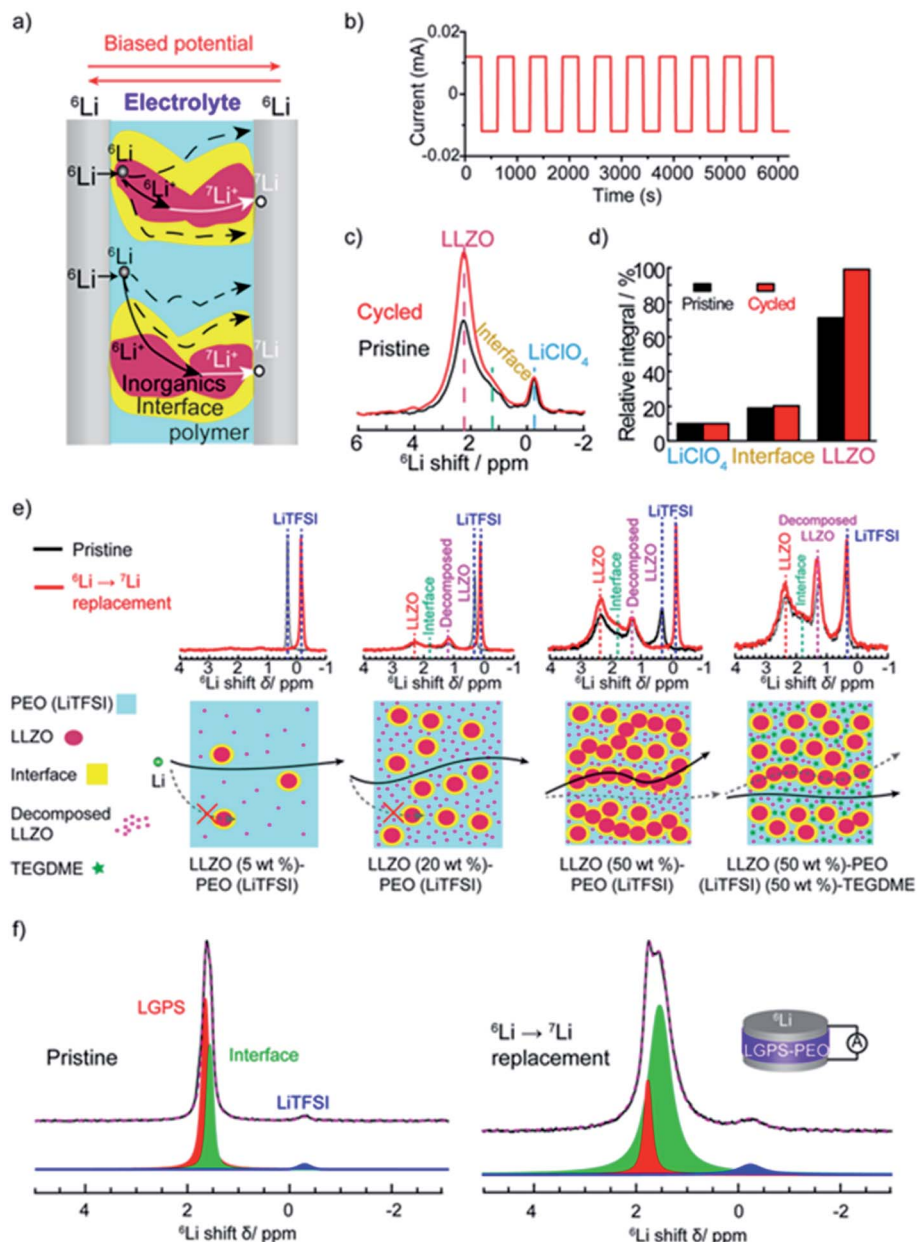 a)
Biased potential
⁶Li Electrolyte ⁶Li
⁶Li
⁶Li
⁶Li⁺
⁷Li⁺
⁷Li
⁶Li
⁶Li
⁶Li⁺
⁷Li⁺
⁷Li
Inorganics
Interface
polymer
b)
Current (mA)
0.02
0
-0.02
0 1000 2000 3000 4000 5000 6000
Time (s)
c)
LLZO
Cycled
Pristine
Interface
LiClO₄
6 4 2 0 -2
⁶Li shift / ppm
d)
Relative integral / %
100
80
60
40
20
0
Pristine
Cycled
LiClO₄ Interface LLZO
e)
Pristine
⁶Li → ⁷Li
replacement
LiTFSI
4 3 2 1 0 -1
⁶Li shift δ/ ppm
LLZO
Interface
Decomposed
LLZO
LiTFSI
4 3 2 1 0 -1
⁶Li shift δ/ ppm
LLZO
Interface
Decomposed
LLZO
LiTFSI
4 3 2 1 0 -1
⁶Li shift δ/ ppm
LLZO
Interface
Decomposed
LLZO
LiTFSI
4 3 2 1 0 -1
⁶Li shift δ/ ppm
PEO (LiTFSI)
LLZO
Interface
Decomposed
LLZO
TEGDME
Li
LLZO (5 wt %)-
PEO (LiTFSI)
LLZO (20 wt %)-
PEO (LiTFSI)
LLZO (50 wt %)-
PEO (LiTFSI)
LLZO (50 wt %)-PEO
(LiTFSI) (50 wt %)-TEGDME
f)
LGPS
Pristine
Interface
LiTFSI
4 2 0 -2
⁶Li shift δ/ ppm
⁶Li → ⁷Li
replacement
⁶Li
LGPS-PEO
A
4 2 0 -2
⁶Li shift δ/ ppm